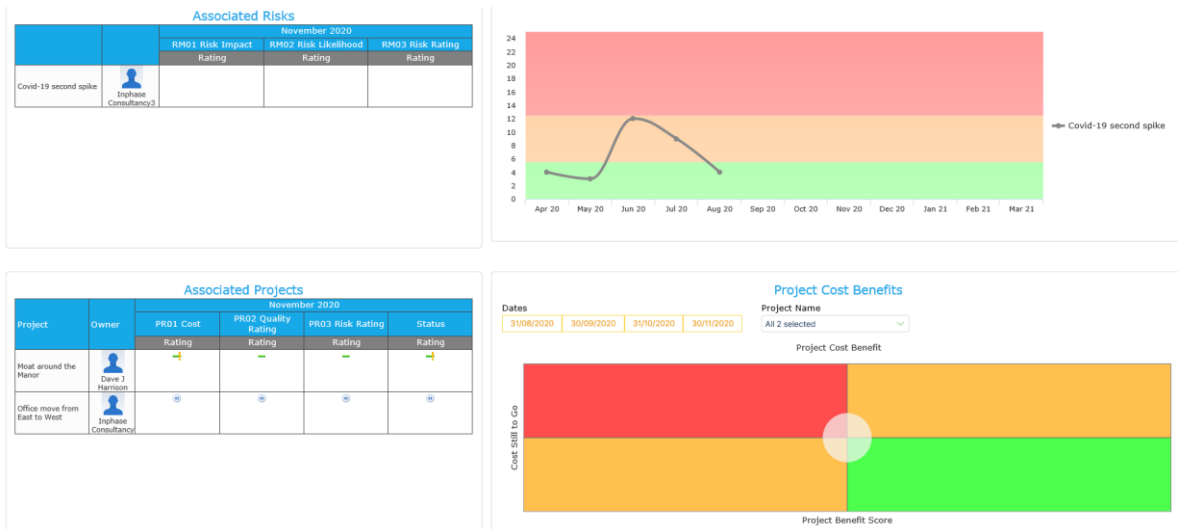 Associated Risks
November 2020
RM01 Risk Impact RM02 Risk Likelihood RM03 Risk Rating
Rating Rating Rating
Covid-19 second spike
Inphase
Consultancy3
24
22
20
18
16
14
12
10
8
6
4
2
0
Apr 20 May 20 Jun 20 Jul 20 Aug 20 Sep 20 Oct 20 Nov 20 Dec 20 Jan 21 Feb 21 Mar 21
Covid-19 second spike
Associated Projects
November 2020
Project Owner PR01 Cost PR02 Quality Rating PR03 Risk Rating Status
Rating Rating Rating Rating
Moat around the
Manor
Dave J
Harrison
Office move from
East to West
Inphase
Consultancy
Project Cost Benefits
Dates
31/08/2020 30/09/2020 31/10/2020 30/11/2020
Project Name
All 2 selected
Project Cost Benefit
Cost Still to Go
Project Benefit Score